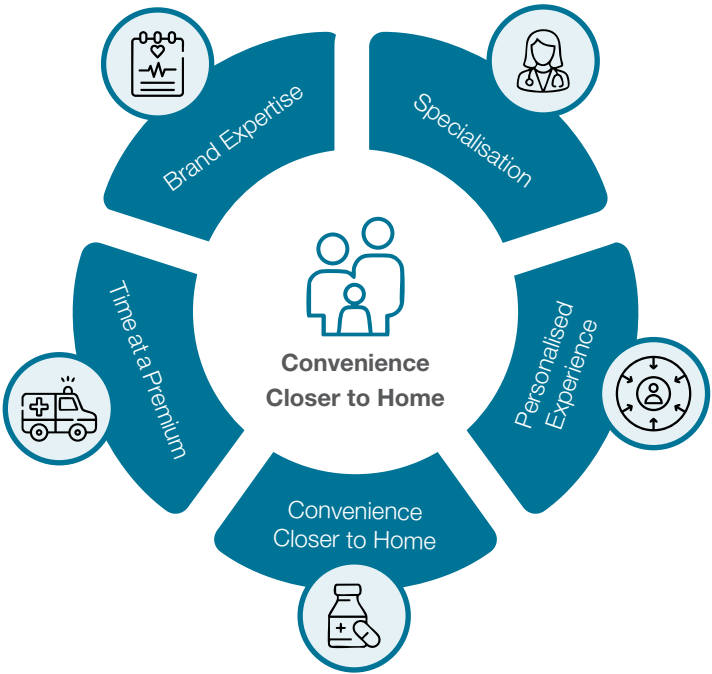 Brand Expertise
Specialisation
Time at a Premium
Convenience
Closer to Home
Personalised
Experience
Convenience
Closer to Home